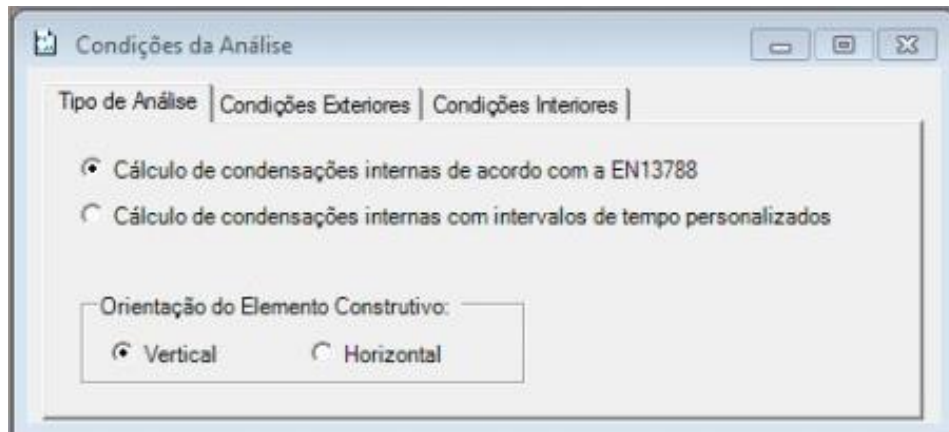 Condições da Análise
Tipo de Análise Condições Exteriores Condições Interiores
Cálculo de condensações internas de acordo com a EN13788
Cálculo de condensações internas com intervalos de tempo personalizados
Orientação do Elemento Construtivo:
Vertical Horizontal